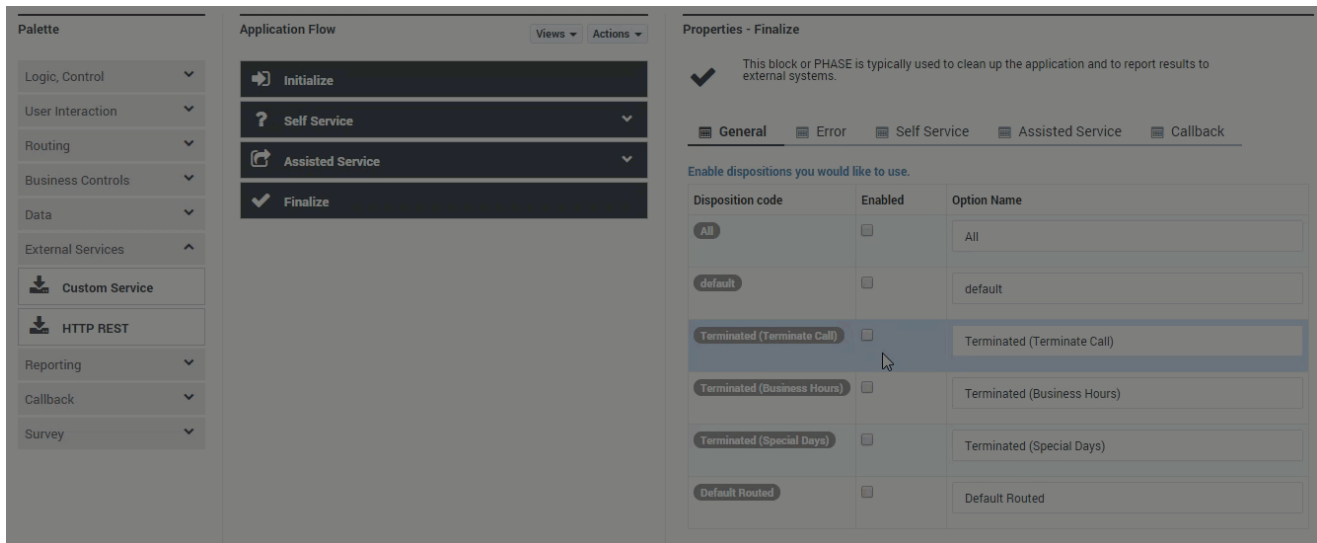 Palette
Logic, Control
User Interaction
Routing
Business Controls
Data
External Services
Custom Service
HTTP REST
Reporting
Callback
Survey
Application Flow
Views
Actions
Initialize
Self Service
Assisted Service
Finalize
Properties - Finalize
This block or PHASE is typically used to clean up the application and to report results to
external systems.
General Error Self Service Assisted Service Callback
Enable dispositions you would like to use.
Disposition code Enabled Option Name
All All
default default
Terminated (Terminate Call) Terminated (Terminate Call)
Terminated (Business Hours) Terminated (Business Hours)
Terminated (Special Days) Terminated (Special Days)
Default Routed Default Routed